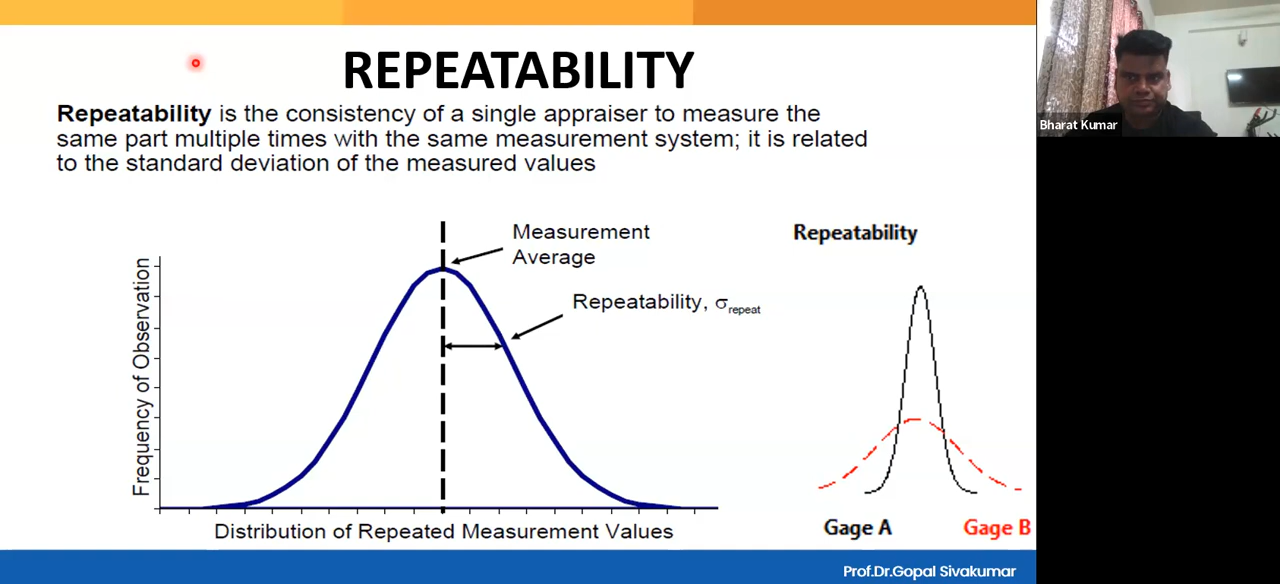 REPEATABILITY
Repeatability is the consistency of a single appraiser to measure the
same part multiple times with the same measurement system; it is related
to the standard deviation of the measured values
Measurement
Average
Repeatability, σrepeat
Frequency of Observation
Distribution of Repeated Measurement Values
Repeatability
Gage A
Gage B
Prof.Dr.Gopal Sivakumar
Bharat Kumar